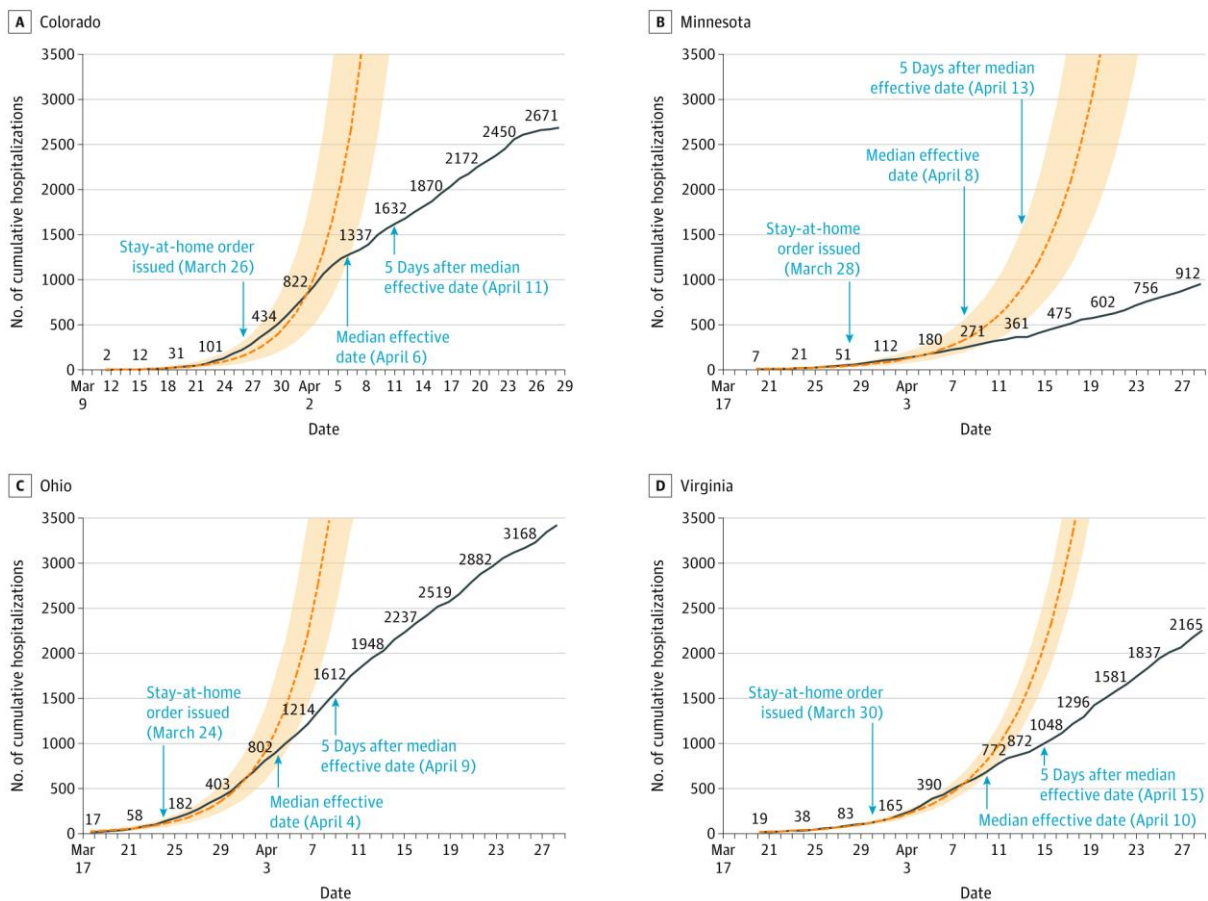 A Colorado
3500
3000
2500
2000
1500
1000
500
0
No. of cumulative hospitalizations
Stay-at-home order
issued (March 26)
5 Days after median
effective date (April 11)
Median effective
date (April 6)
2 12 31 101 434 822 1337 1632 1870 2172 2450 2671
Mar 12 15 18 21 24 27 30 Apr 5 8 11 14 17 20 23 26 29
9 2
Date
B Minnesota
3500
3000
2500
2000
1500
1000
500
0
No. of cumulative hospitalizations
5 Days after median
effective date (April 13)
Median effective
date (April 8)
Stay-at-home
order issued
(March 28)
7 21 51 112 180 271 361 475 602 756 912
Mar 21 25 29 Apr 7 11 15 19 23 27
17 3
Date
C Ohio
3500
3000
2500
2000
1500
1000
500
0
No. of cumulative hospitalizations
Stay-at-home
order issued
(March 24)
5 Days after median
effective date (April 9)
Median effective
date (April 4)
17 58 182 403 802 1214 1612 1948 2237 2519 2882 3168
Mar 21 25 29 Apr 7 11 15 19 23 27
17 3
Date
D Virginia
3500
3000
2500
2000
1500
1000
500
0
No. of cumulative hospitalizations
Stay-at-home order
issued (March 30)
5 Days after median
effective date (April 15)
Median effective date (April 10)
19 38 83 165 390 772 872 1048 1296 1581 1837 2165
Mar 21 25 29 Apr 7 11 15 19 23 27
17 3
Date